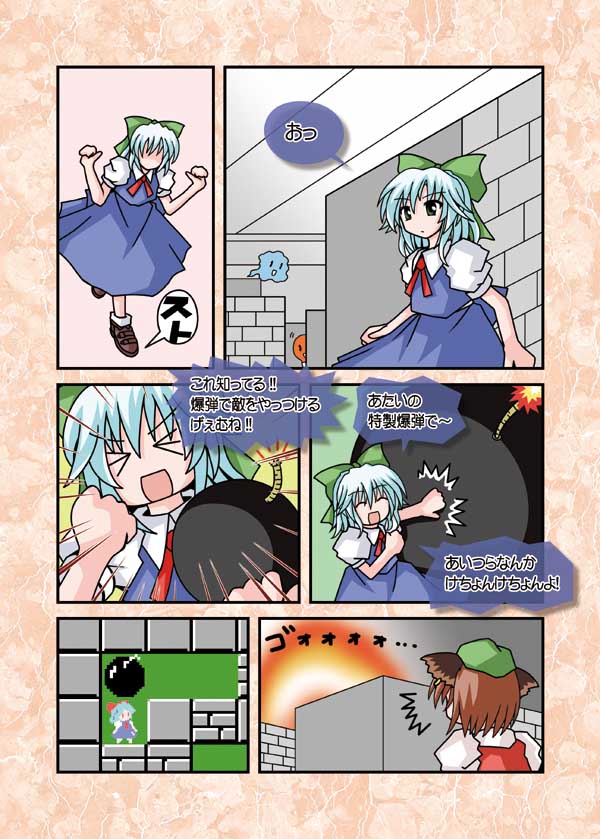 おっ
スト
これ知ってる!!
爆弾で敵をやっつける
げぇむね!!
あたいの
特製爆弾で〜
あいつらなんか
けちょんけちょんよ!
ゴォォォォ…